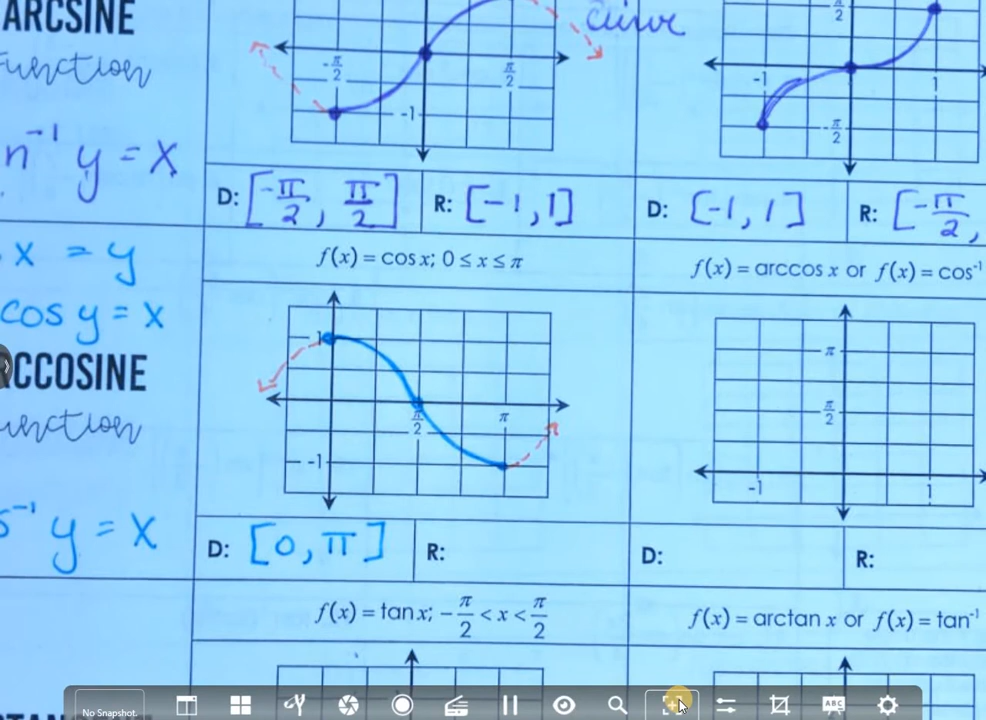 ARCSINE
function
curve
-π/2
π/2
-1
π/2
-1
1
-π/2
n⁻¹ y = x
D: [-π/2, π/2]
R: [-1, 1]
D: [-1, 1]
R: [-π/2,
x = y
f(x) = cos x; 0 ≤ x ≤ π
f(x) = arccos x or f(x) = cos⁻¹
cos y = x
CCOSINE
unction
1
π/2
π
-1
π
π/2
-1
1
s⁻¹ y = x
D: [0, π]
R:
D:
R:
f(x) = tan x; -π/2 < x < π/2
f(x) = arctan x or f(x) = tan⁻¹
No Snapshot.
ABC